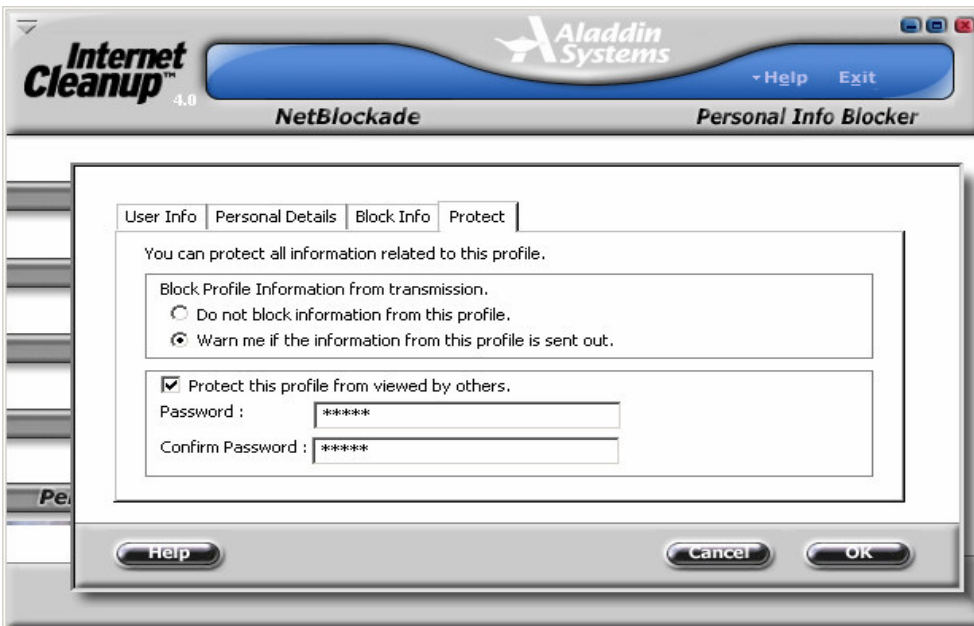 Internet
Cleanup™ 4.0
Aladdin
Systems
Help Exit
NetBlockade Personal Info Blocker
User Info Personal Details Block Info Protect
You can protect all information related to this profile.
Block Profile Information from transmission.
Do not block information from this profile.
Warn me if the information from this profile is sent out.
Protect this profile from viewed by others.
Password : *****
Confirm Password : *****
Help Cancel OK